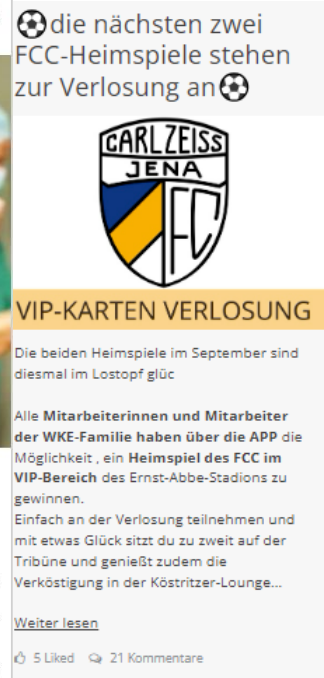 ⚽die nächsten zwei
FCC-Heimspiele stehen
zur Verlosung an⚽
CARL ZEISS
JENA
FC
VIP-KARTEN VERLOSUNG
Die beiden Heimspiele im September sind
diesmal im Lostopf glüc
Alle Mitarbeiterinnen und Mitarbeiter
der WKE-Familie haben über die APP die
Möglichkeit , ein Heimspiel des FCC im
VIP-Bereich des Ernst-Abbe-Stadions zu
gewinnen.
Einfach an der Verlosung teilnehmen und
mit etwas Glück sitzt du zu zweit auf der
Tribüne und genießt zudem die
Verköstigung in der Köstritzer-Lounge...
Weiter lesen
5 Liked 21 Kommentare